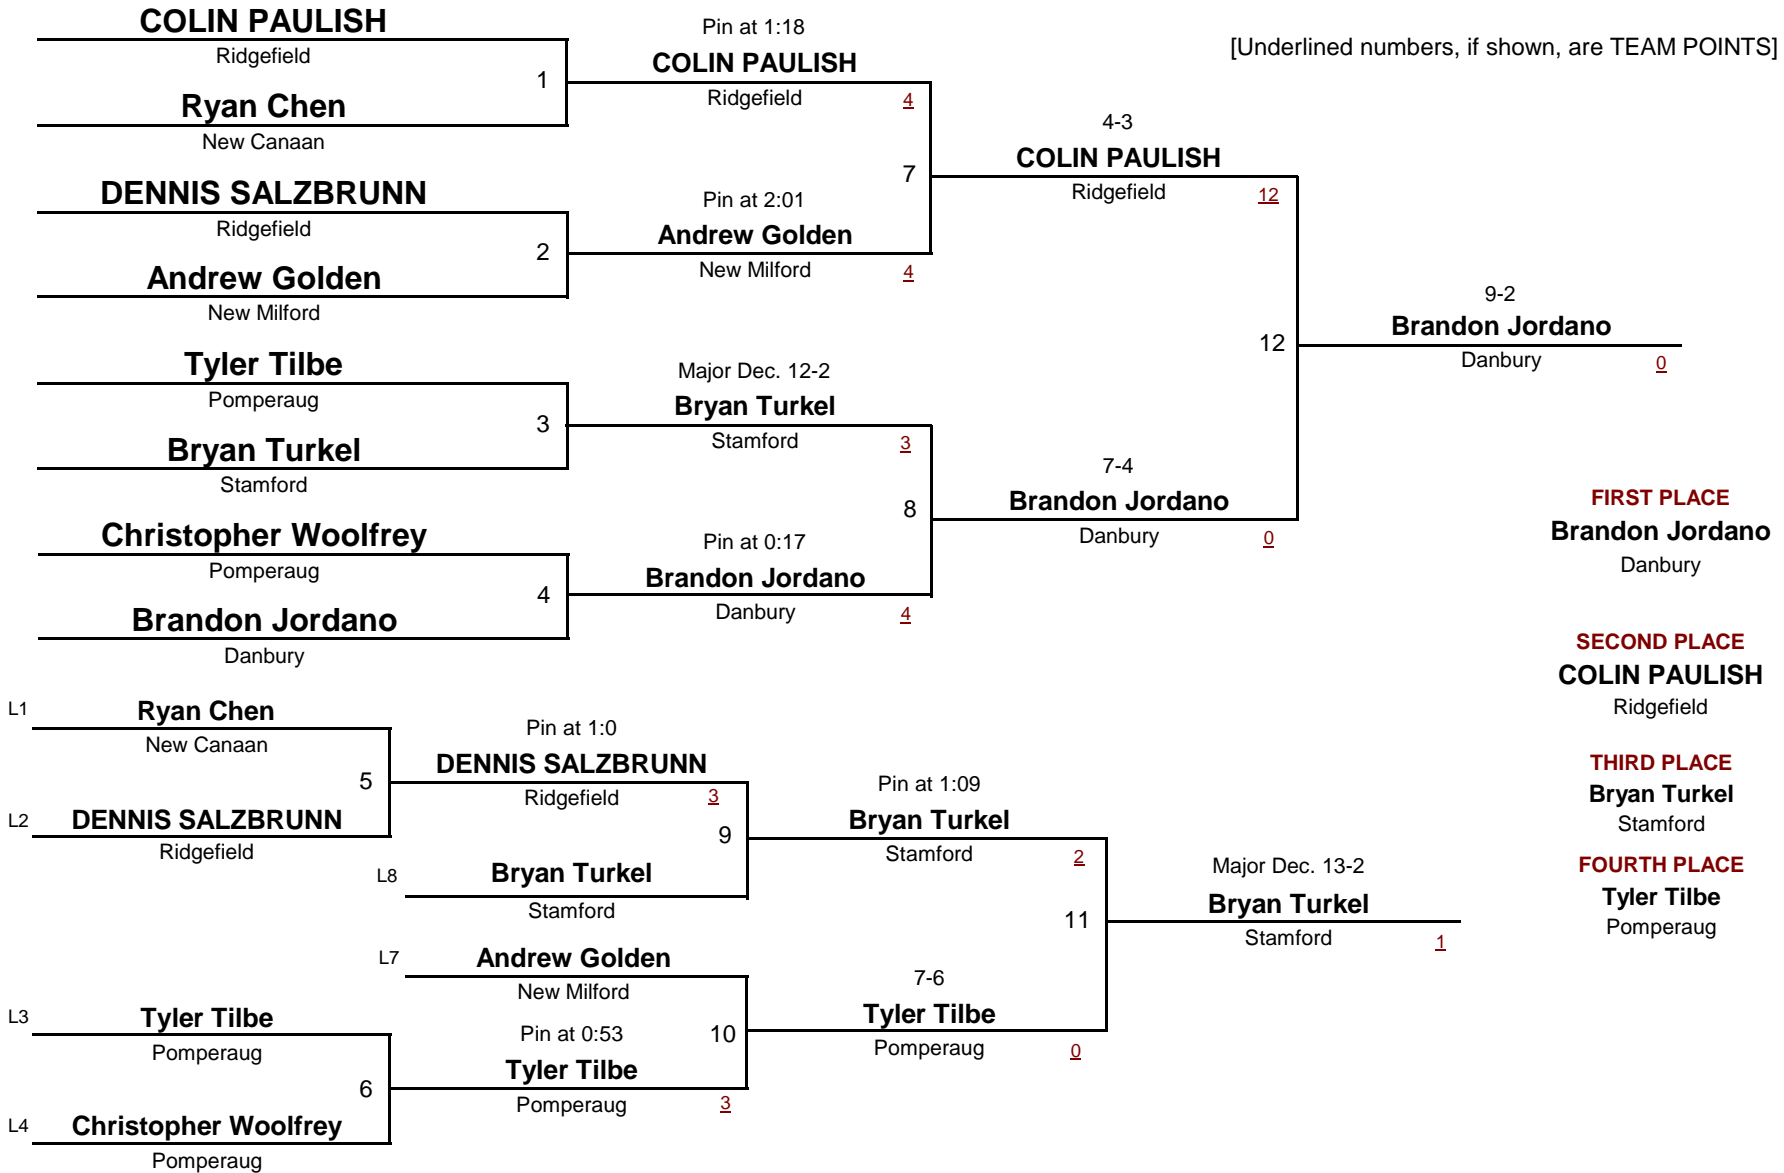 COLIN PAULISH
Ridgefield
1
Ryan Chen
New Canaan
DENNIS SALZBRUNN
Ridgefield
2
Andrew Golden
New Milford
Tyler Tilbe
Pomperaug
3
Bryan Turkel
Stamford
Christopher Woolfrey
Pomperaug
4
Brandon Jordano
Danbury
Pin at 1:18
COLIN PAULISH
Ridgefield
4
7
Pin at 2:01
Andrew Golden
New Milford
4
Major Dec. 12-2
Bryan Turkel
Stamford
3
8
Pin at 0:17
Brandon Jordano
Danbury
4
[Underlined numbers, if shown, are TEAM POINTS]
4-3
COLIN PAULISH
Ridgefield
12
12
7-4
Brandon Jordano
Danbury
0
9-2
Brandon Jordano
Danbury
0
L1
Ryan Chen
New Canaan
5
L2
DENNIS SALZBRUNN
Ridgefield
L3
Tyler Tilbe
Pomperaug
6
L4
Christopher Woolfrey
Pomperaug
Pin at 1:0
DENNIS SALZBRUNN
Ridgefield
3
9
L8
Bryan Turkel
Stamford
L7
Andrew Golden
New Milford
10
Pin at 0:53
Tyler Tilbe
Pomperaug
3
Pin at 1:09
Bryan Turkel
Stamford
2
11
7-6
Tyler Tilbe
Pomperaug
0
Major Dec. 13-2
Bryan Turkel
Stamford
1
FIRST PLACE
Brandon Jordano
Danbury
SECOND PLACE
COLIN PAULISH
Ridgefield
THIRD PLACE
Bryan Turkel
Stamford
FOURTH PLACE
Tyler Tilbe
Pomperaug